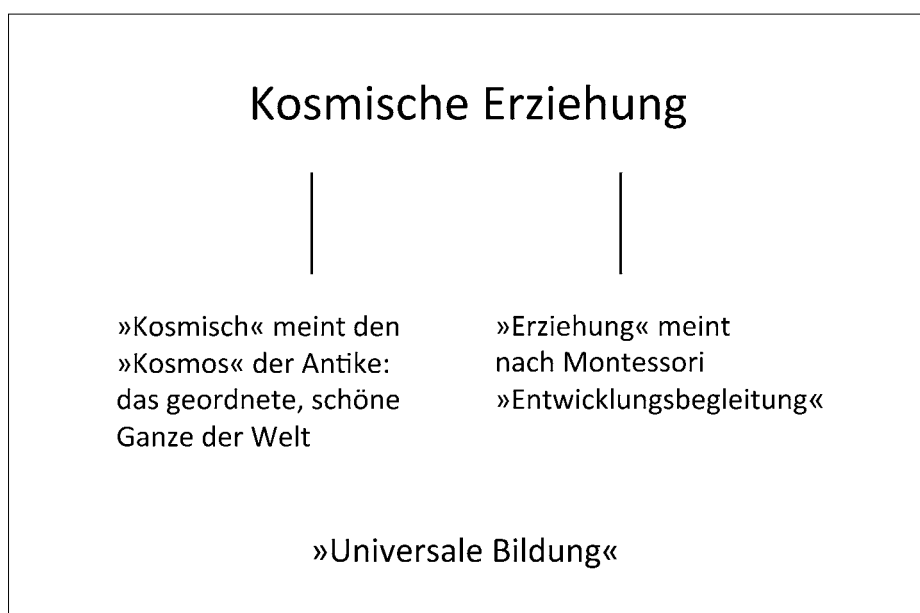 Kosmische Erziehung
»Kosmisch« meint den
»Kosmos« der Antike:
das geordnete, schöne
Ganze der Welt
»Erziehung« meint
nach Montessori
»Entwicklungsbegleitung«
»Universale Bildung«